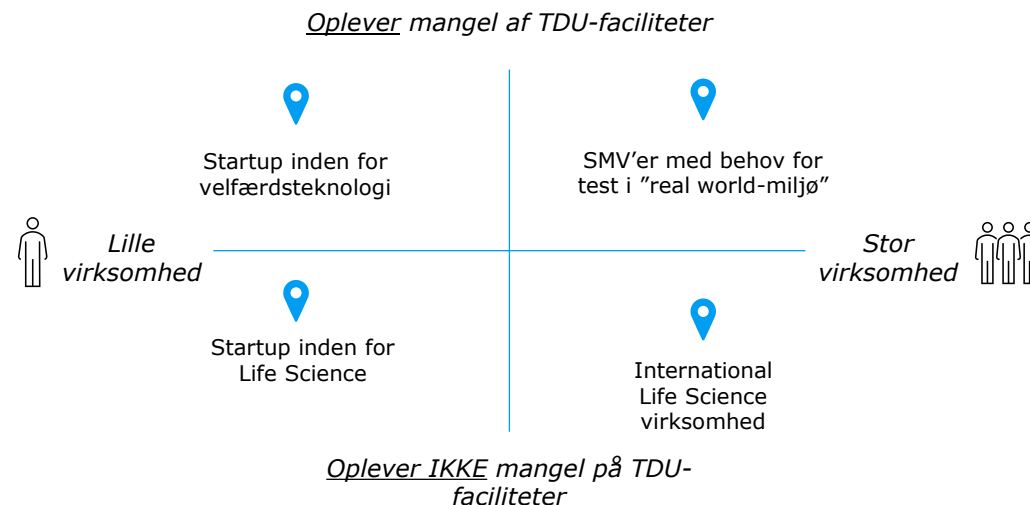 Oplever mangel af TDU-faciliteter
Startup inden for
velfærdsteknologi
SMV’er med behov for
test i ”real world-miljø”
Lille
virksomhed
Stor
virksomhed
Startup inden for
Life Science
International
Life Science
virksomhed
Oplever IKKE mangel på TDU-
faciliteter